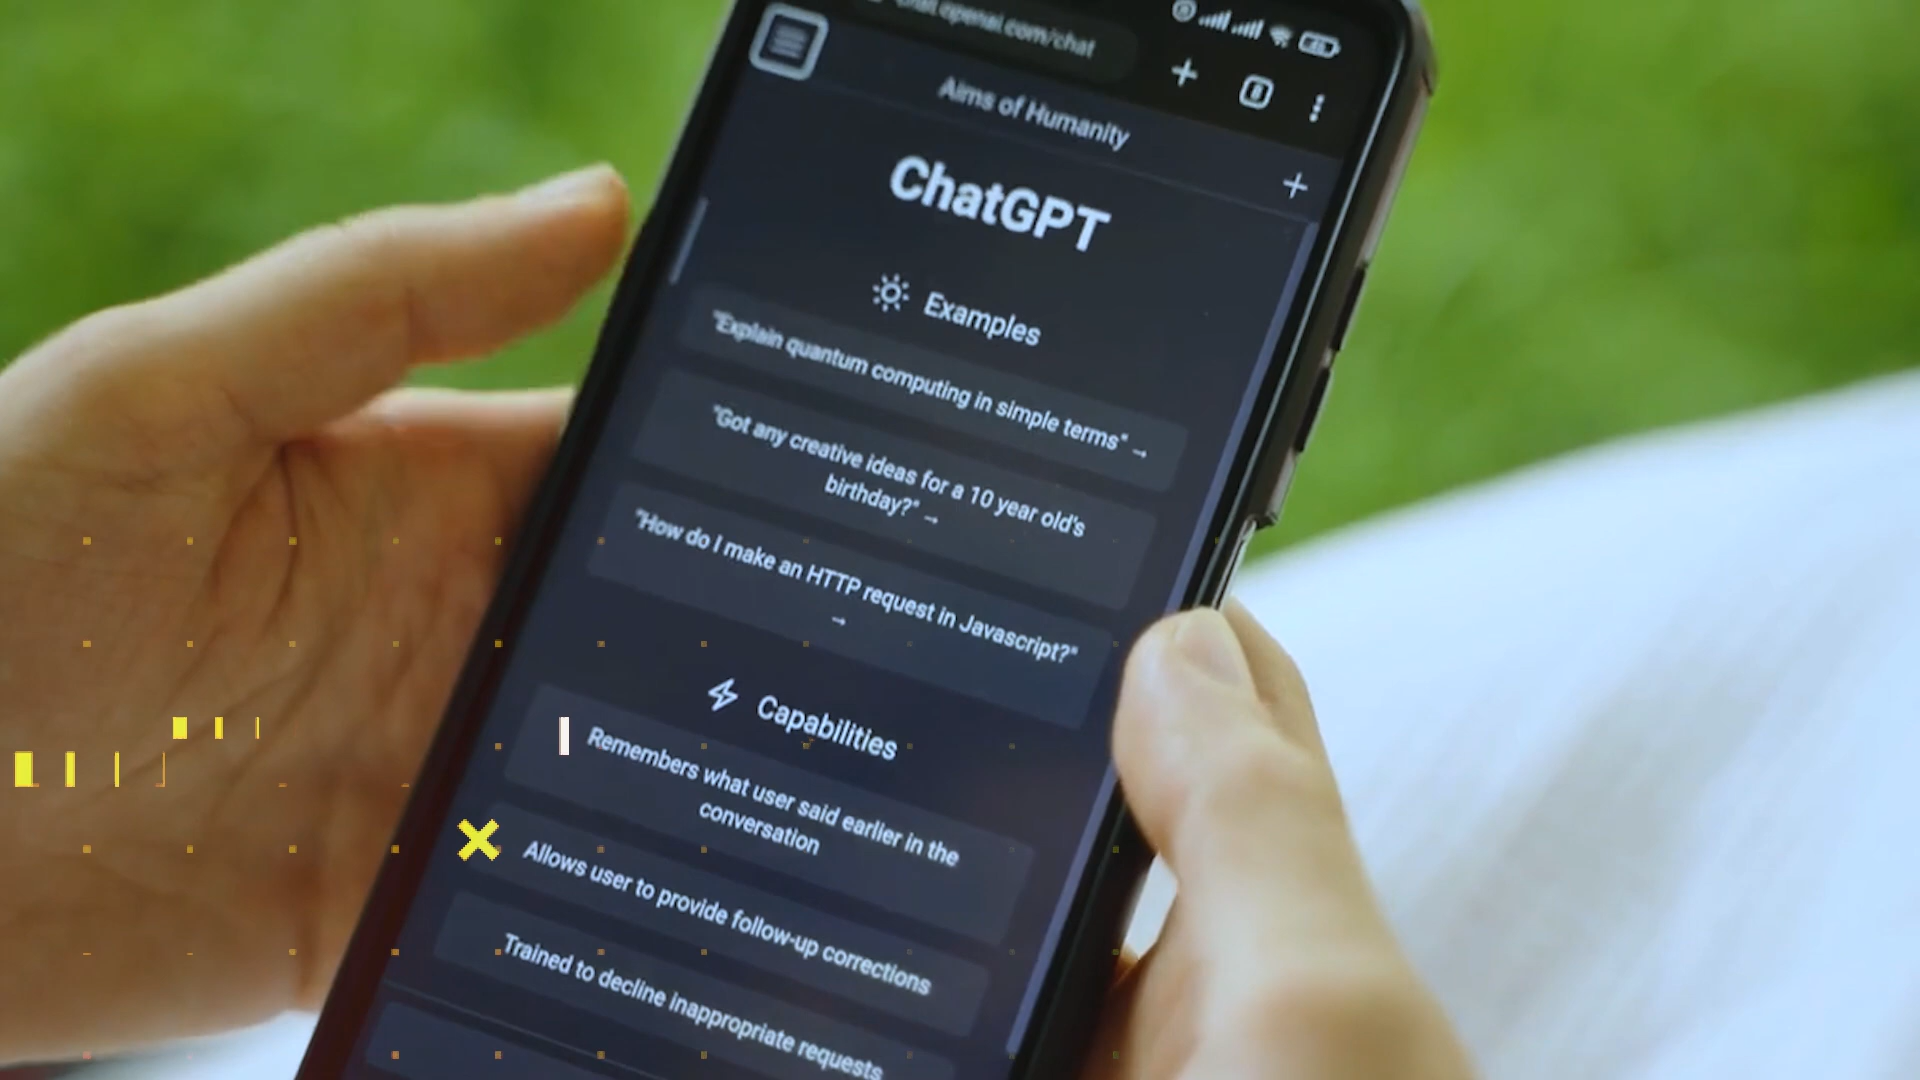 chat.openai.com/chat
8
Aims of Humanity
ChatGPT
Examples
"Explain quantum computing in simple terms" →
"Got any creative ideas for a 10 year old's
birthday?" →
"How do I make an HTTP request in Javascript?"
→
Capabilities
Remembers what user said earlier in the
conversation
Allows user to provide follow-up corrections
Trained to decline inappropriate requests